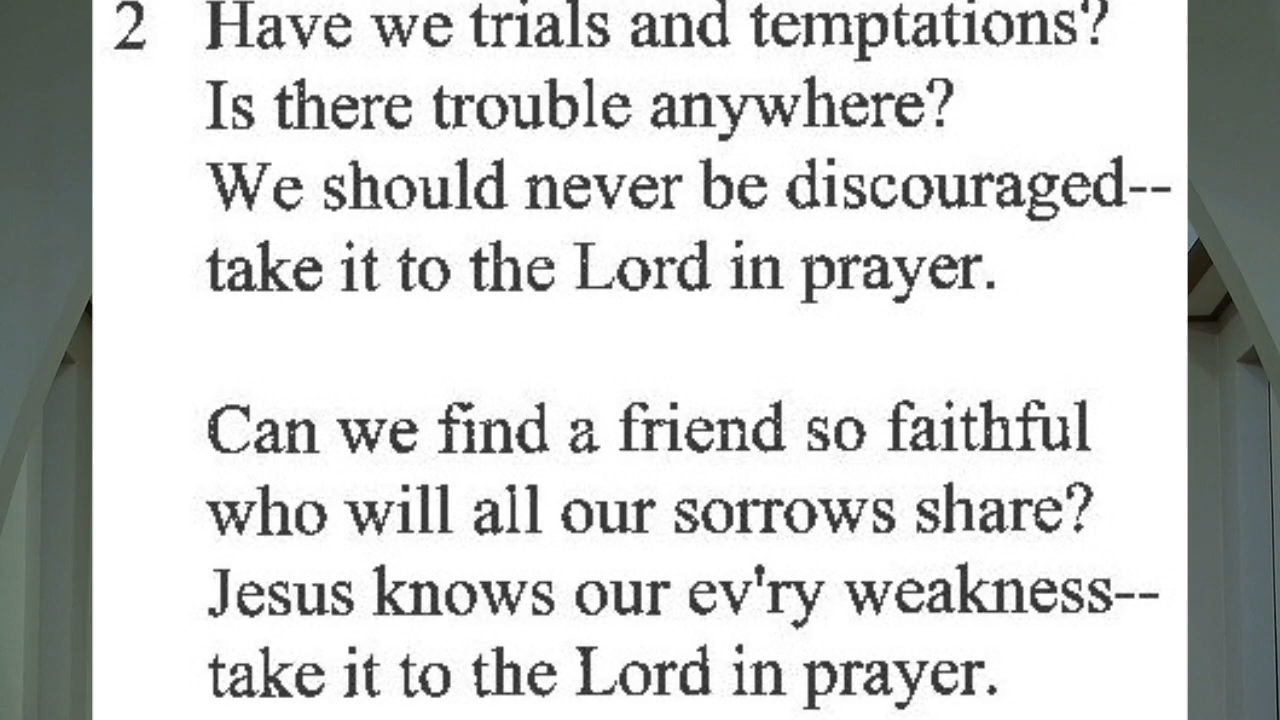 2 Have we trials and temptations?
Is there trouble anywhere?
We should never be discouraged--
take it to the Lord in prayer.
Can we find a friend so faithful
who will all our sorrows share?
Jesus knows our ev'ry weakness--
take it to the Lord in prayer.